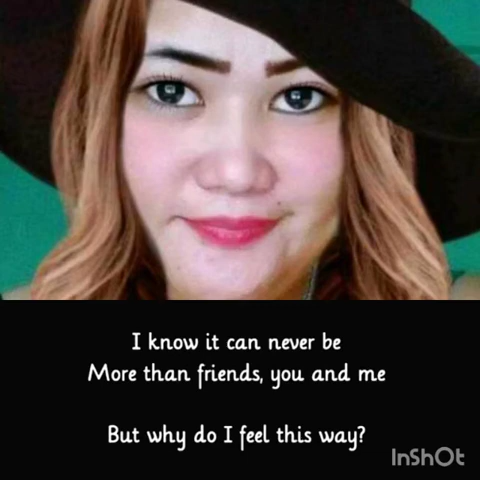 I know it can never be
More than friends, you and me
But why do I feel this way?
InShOt